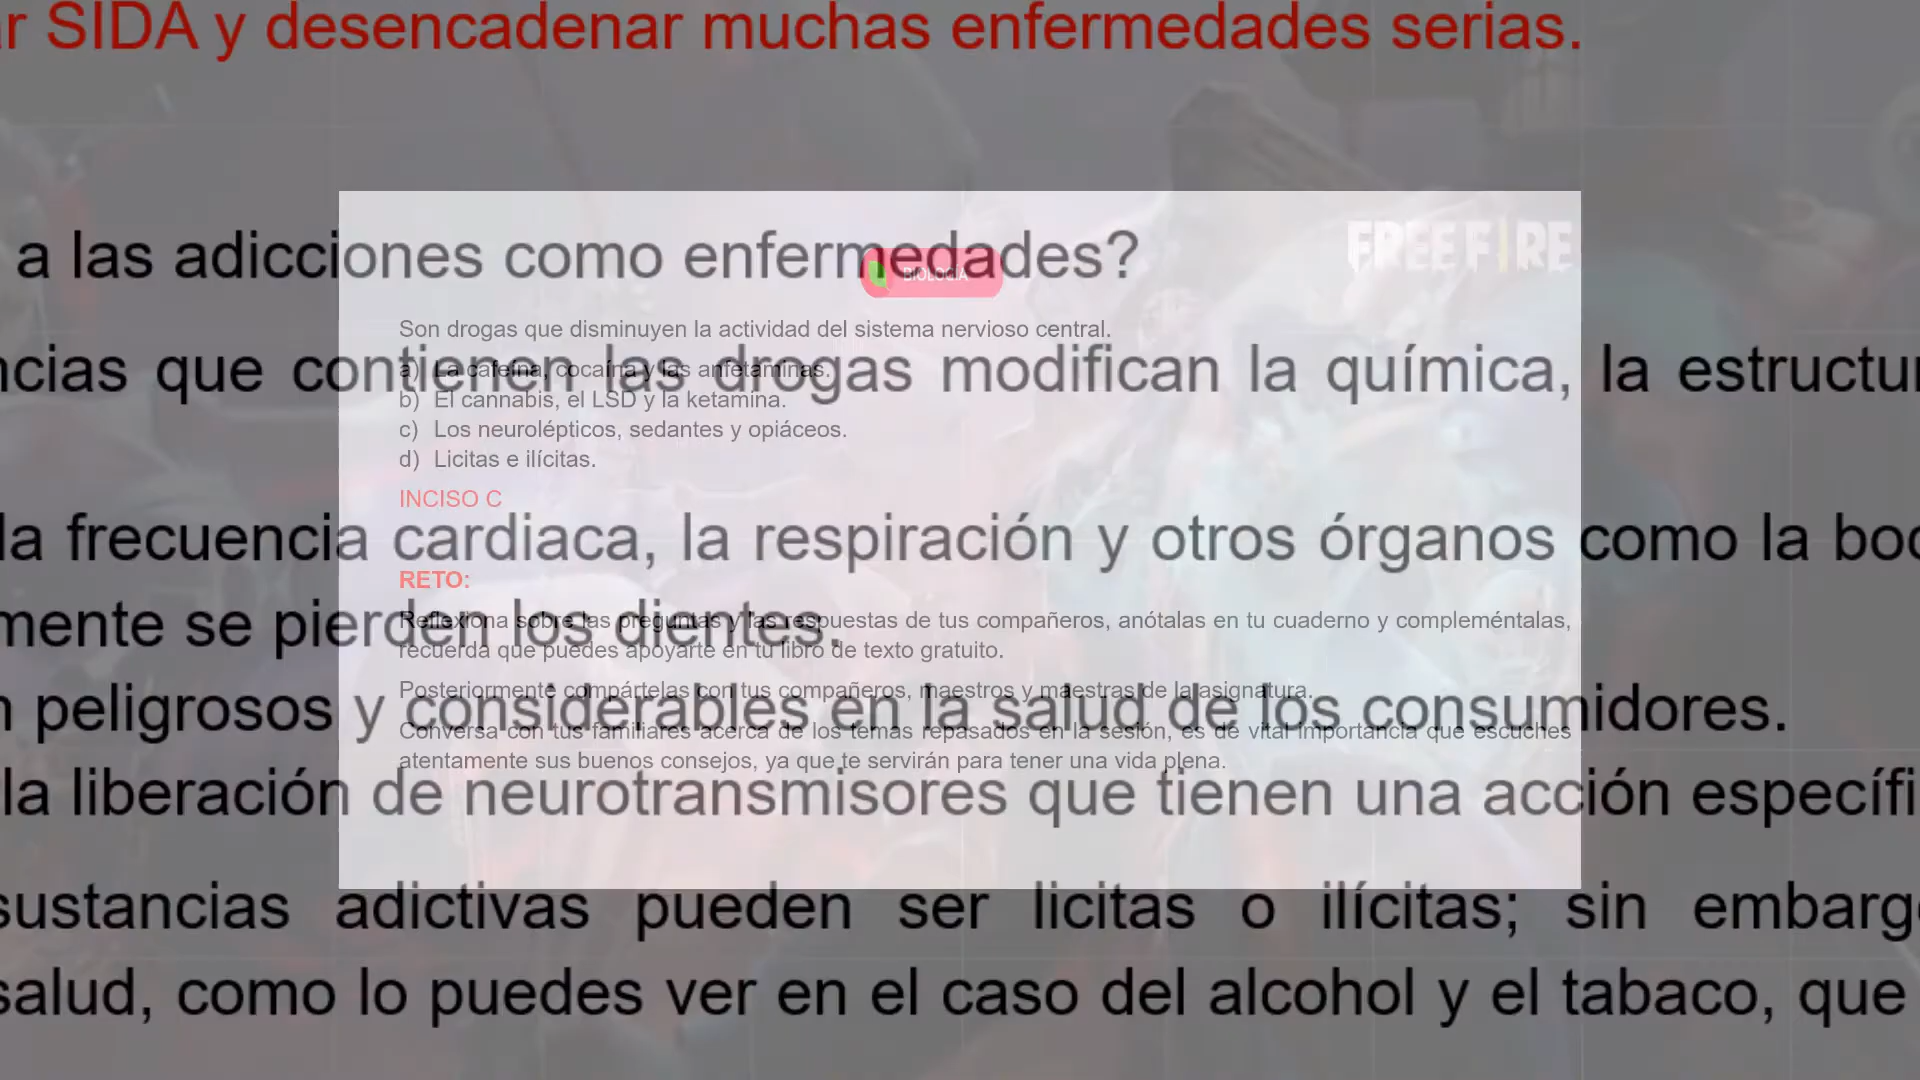 r SIDA y desencadenar muchas enfermedades serias.
a las adicciones como enfermedades?
FREE FIRE
BIOLOGÍA
Son drogas que disminuyen la actividad del sistema nervioso central.
ncias que contienen las drogas modifican la química, la estructur
a) La cafeína, cocaína y las anfetaminas.
b) El cannabis, el LSD y la ketamina.
c) Los neurolépticos, sedantes y opiáceos.
d) Licitas e ilícitas.
INCISO C
la frecuencia cardiaca, la respiración y otros órganos como la boc
RETO:
Reflexiona sobre las preguntas y las respuestas de tus compañeros, anótalas en tu cuaderno y compleméntalas,
mente se pierden los dientes.
recuerda que puedes apoyarte en tu libro de texto gratuito.
Posteriormente compártelas con tus compañeros, maestros y maestras de la asignatura.
n peligrosos y considerables en la salud de los consumidores.
Conversa con tus familiares acerca de los temas repasados en la sesión, es de vital importancia que escuches
atentamente sus buenos consejos, ya que te servirán para tener una vida plena.
la liberación de neurotransmisores que tienen una acción específi
sustancias adictivas pueden ser licitas o ilícitas; sin embarg
salud, como lo puedes ver en el caso del alcohol y el tabaco, que